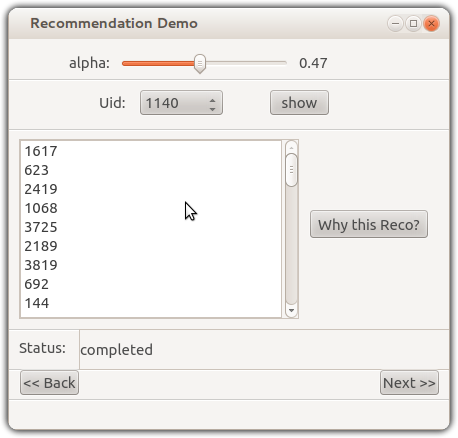 Recommendation Demo
alpha: 0.47
Uid: 1140 show
1617
623
2419
1068
3725
2189
3819
692
144
Why this Reco?
Status: completed
<< Back Next >>